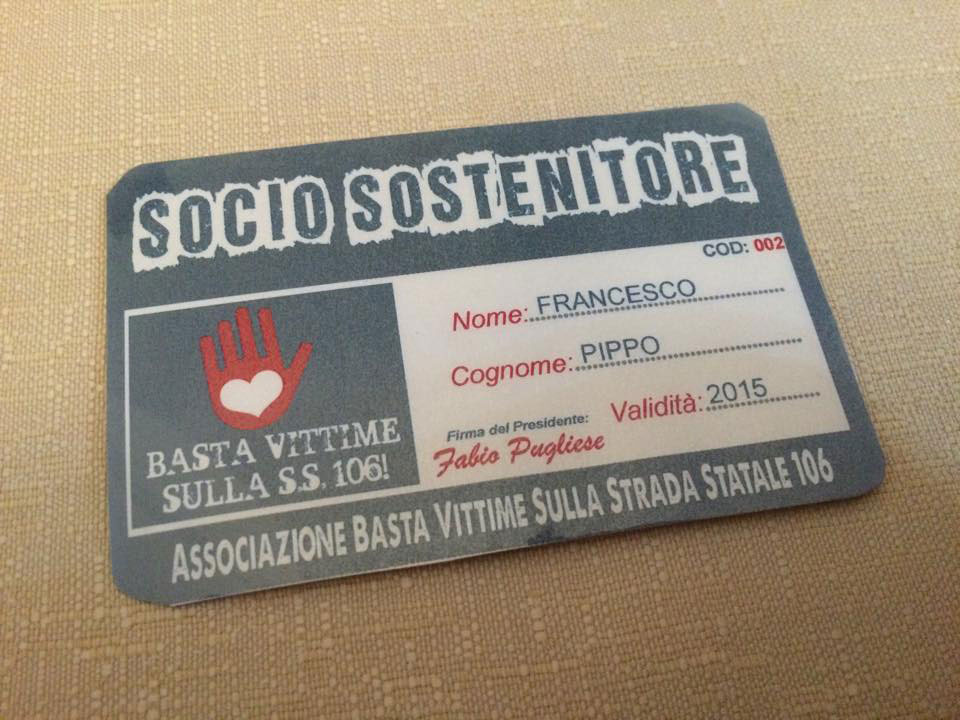 SOCIO SOSTENITORE
COD: 002
Nome: FRANCESCO
Cognome: PIPPO
Validità: 2015
Firma del Presidente:
Fabio Pugliese
BASTA VITTIME
SULLA S.S. 106!
ASSOCIAZIONE BASTA VITTIME SULLA STRADA STATALE 106